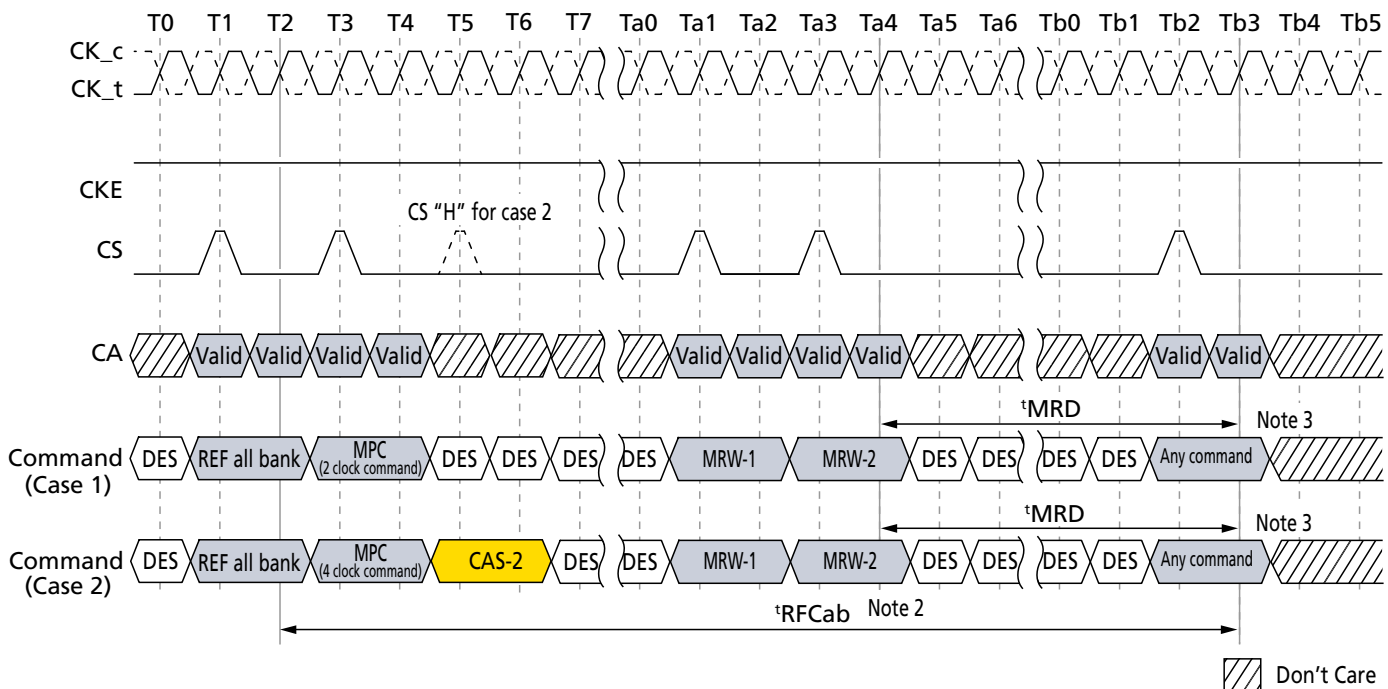 T0 T1 T2 T3 T4 T5 T6 T7 Ta0 Ta1 Ta2 Ta3 Ta4 Ta5 Ta6 Tb0 Tb1 Tb2 Tb3 Tb4 Tb5
CK_c
CK_t
CKE
CS "H" for case 2
CS
CA Valid Valid Valid Valid Valid Valid Valid Valid Valid Valid
tMRD Note 3
Command (Case 1) DES REF all bank MPC (2 clock command) DES DES DES DES MRW-1 MRW-2 DES DES DES DES Any command
tMRD Note 3
Command (Case 2) DES REF all bank MPC (4 clock command) CAS-2 DES DES MRW-1 MRW-2 DES DES DES DES Any command
tRFCab Note 2
Don't Care